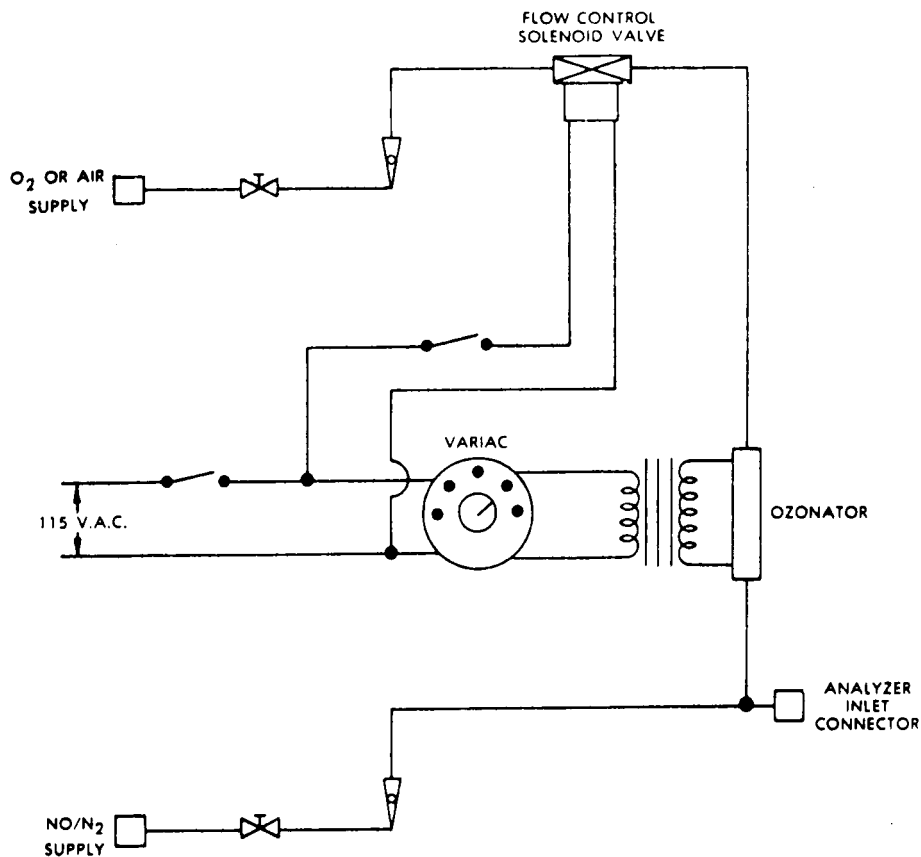 FLOW CONTROL
SOLENOID VALVE
O2 OR AIR
SUPPLY
VARIAC
115 V.A.C.
OZONATOR
ANALYZER
INLET
CONNECTOR
NO/N2
SUPPLY